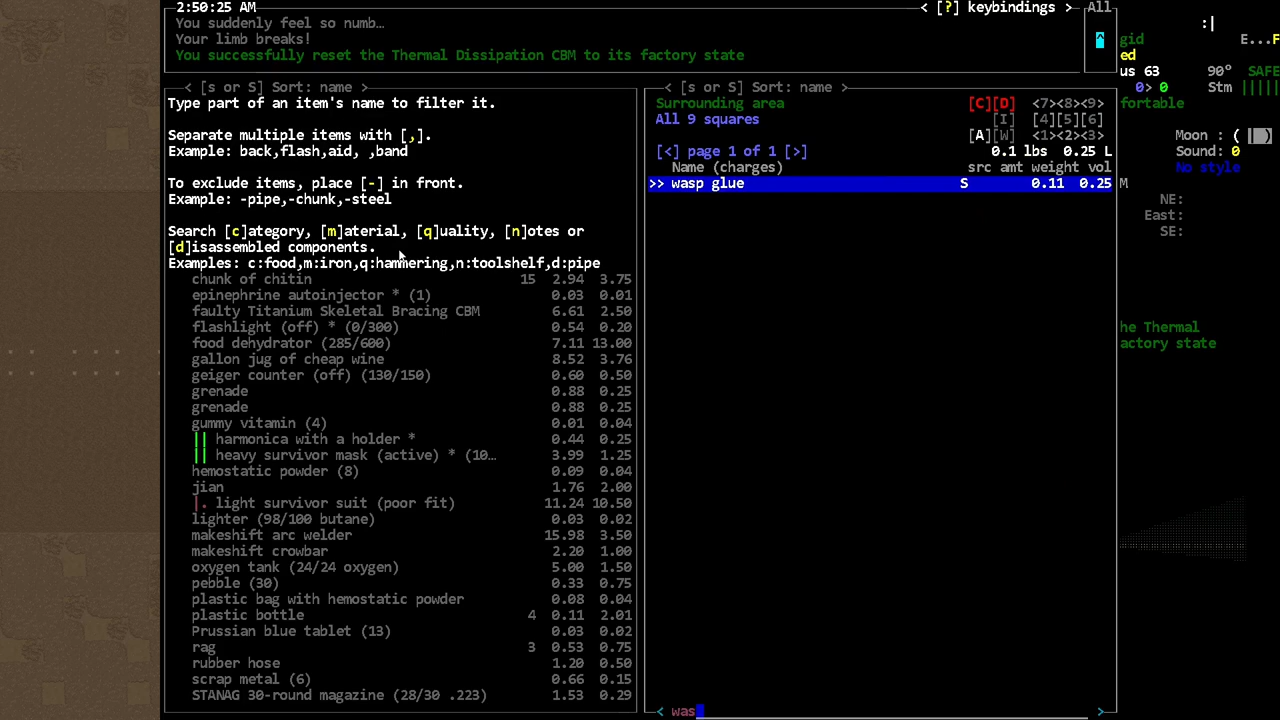 2:50:25 AM
< [?] keybindings >
All
You suddenly feel so numb…
Your limb breaks!
You successfully reset the Thermal Dissipation CBM to its factory state
^
:|
gid E...F
ed
us 63 90° SAFE
0> 0 Stm |||||
fortable
Moon : ( |)
Sound: 0
No style
NE:
East:
SE:
he Thermal
actory state
< [s or S] Sort: name >
Type part of an item's name to filter it.
Separate multiple items with [,].
Example: back,flash,aid, ,band
To exclude items, place [-] in front.
Example: -pipe,-chunk,-steel
Search [c]ategory, [m]aterial, [q]uality, [n]otes or
[d]isassembled components.
Examples: c:food,m:iron,q:hammering,n:toolshelf,d:pipe
chunk of chitin 15 2.94 3.75
epinephrine autoinjector * (1) 0.03 0.01
faulty Titanium Skeletal Bracing CBM 6.61 2.50
flashlight (off) * (0/300) 0.54 0.20
food dehydrator (285/600) 7.11 13.00
gallon jug of cheap wine 8.52 3.76
geiger counter (off) (130/150) 0.60 0.50
grenade 0.88 0.25
grenade 0.88 0.25
gummy vitamin (4) 0.01 0.04
|| harmonica with a holder * 0.44 0.25
|| heavy survivor mask (active) * (10… 3.99 1.25
hemostatic powder (8) 0.09 0.04
jian 1.76 2.00
|. light survivor suit (poor fit) 11.24 10.50
lighter (98/100 butane) 0.03 0.02
makeshift arc welder 15.98 3.50
makeshift crowbar 2.20 1.00
oxygen tank (24/24 oxygen) 5.00 1.50
pebble (30) 0.33 0.75
plastic bag with hemostatic powder 0.08 0.04
plastic bottle 4 0.11 2.01
Prussian blue tablet (13) 0.03 0.02
rag 3 0.53 0.75
rubber hose 1.20 0.50
scrap metal (6) 0.66 0.15
STANAG 30-round magazine (28/30 .223) 1.53 0.29
< [s or S] Sort: name >
Surrounding area [C][D] <7><8><9>
All 9 squares [I] [4][5][6]
[A][W] <1><2><3>
0.1 lbs 0.25 L
[<] page 1 of 1 [>]
Name (charges) src amt weight vol
>> wasp glue S 0.11 0.25
M
< was >